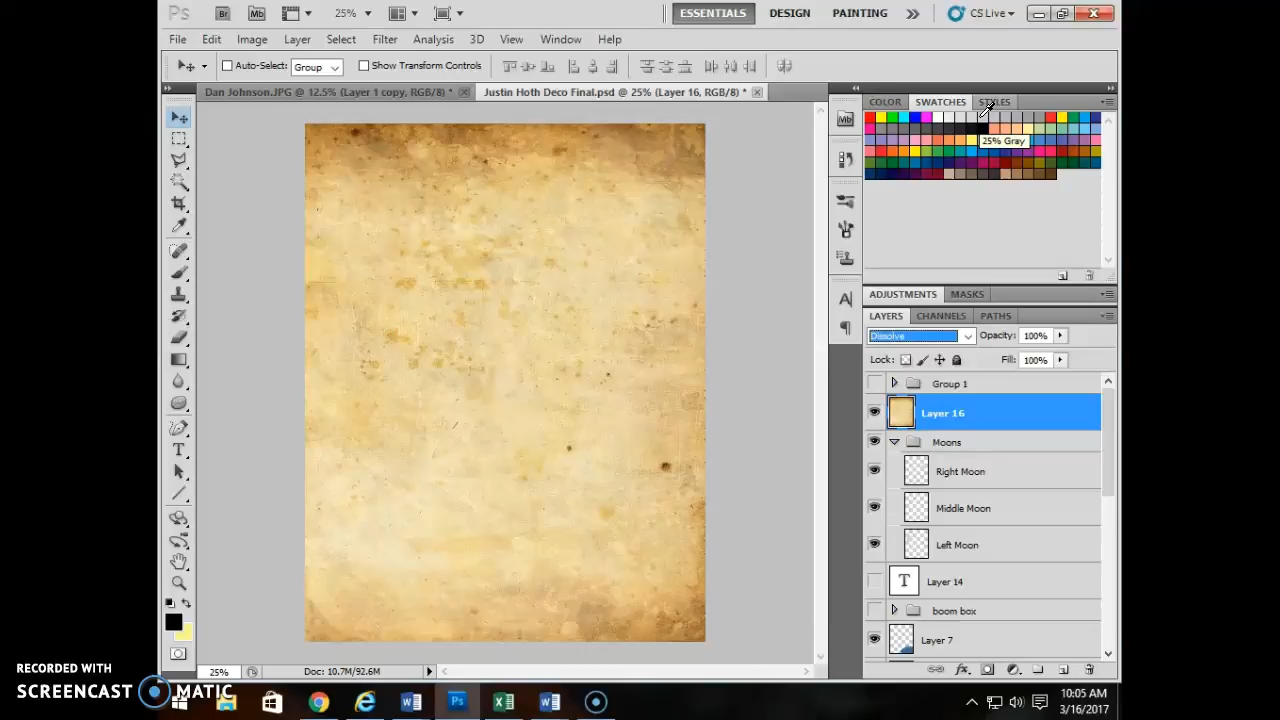 Ps Br Mb 25% ESSENTIALS DESIGN PAINTING CS Live
File Edit Image Layer Select Filter Analysis 3D View Window Help
Auto-Select: Group Show Transform Controls
Dan Johnson.JPG @ 12.5% (Layer 1 copy, RGB/8) * Justin Hoth Deco Final.psd @ 25% (Layer 16, RGB/8) *
COLOR SWATCHES STYLES
Mb
25% Gray
ADJUSTMENTS MASKS
LAYERS CHANNELS PATHS
Dissolve Opacity: 100%
Lock: Fill: 100%
Group 1
Layer 16
Moons
Right Moon
Middle Moon
Left Moon
T Layer 14
boom box
Layer 7
25% Doc: 10.7M/92.6M
RECORDED WITH
SCREENCAST MATIC
Ps
10:05 AM
3/16/2017